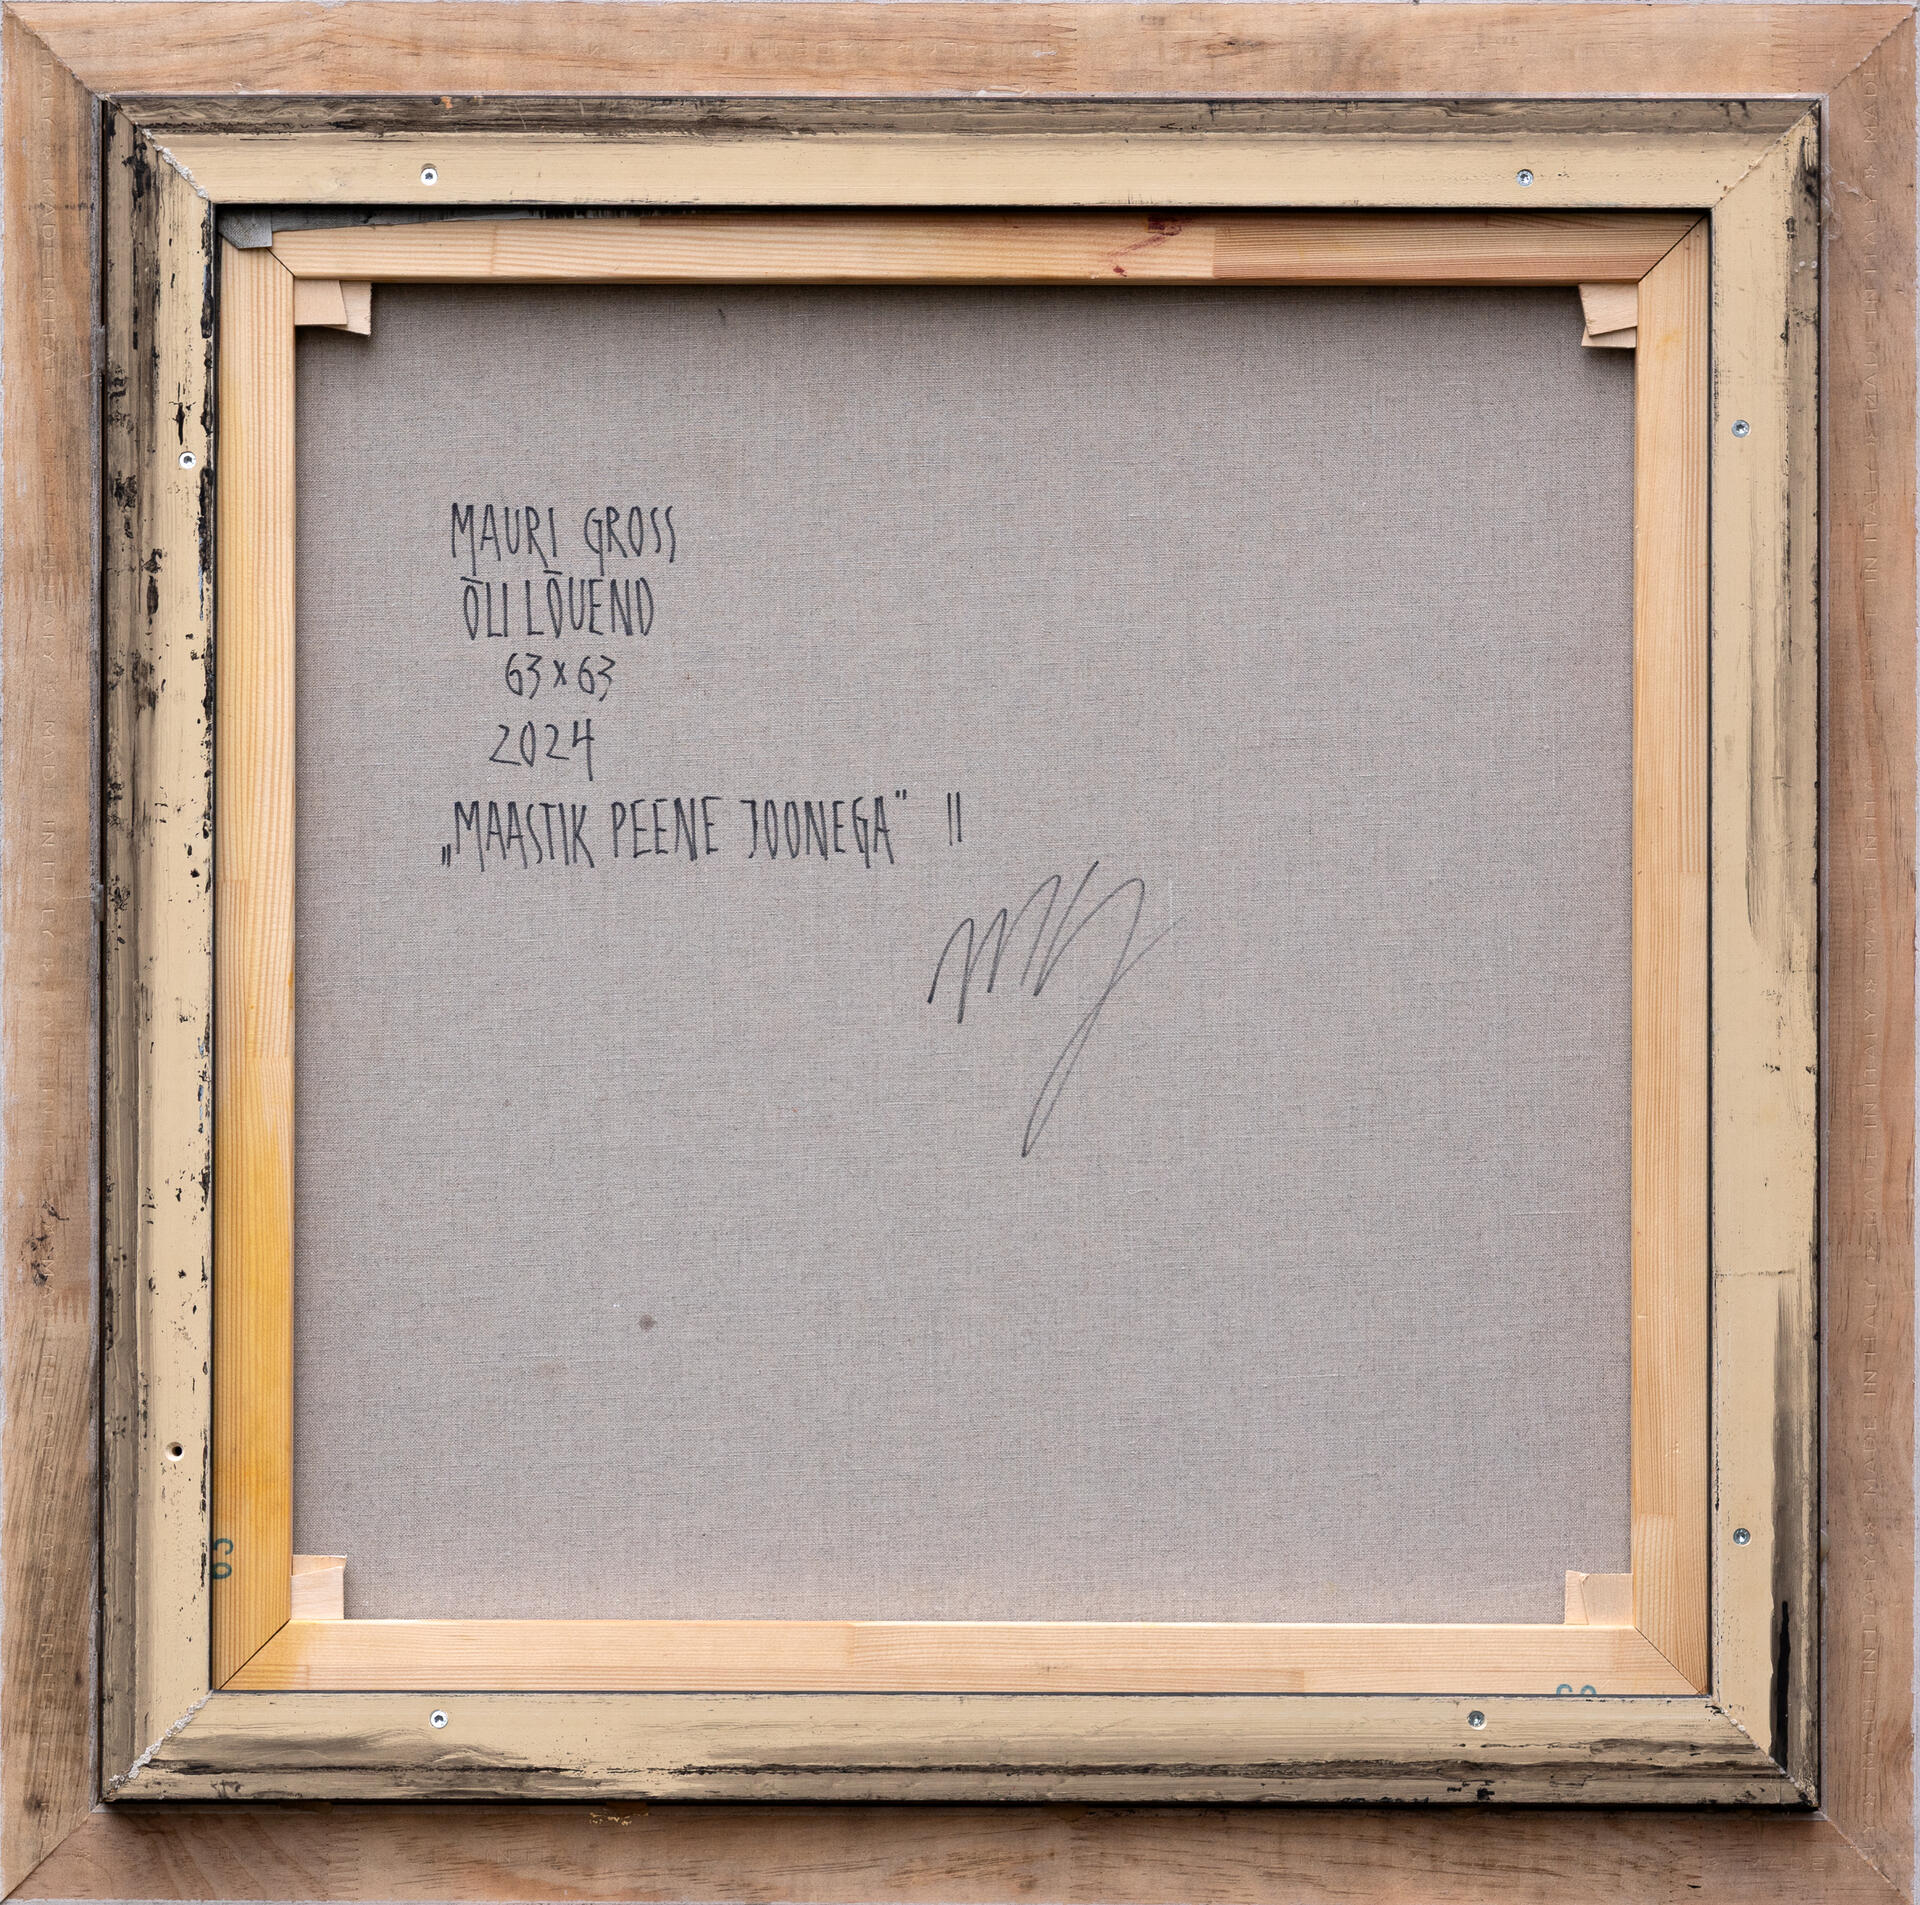 MAURI GROSS
ÕLI LÕUEND
63 x 63
2024
„MAASTIK PEENE JOONEGA" II